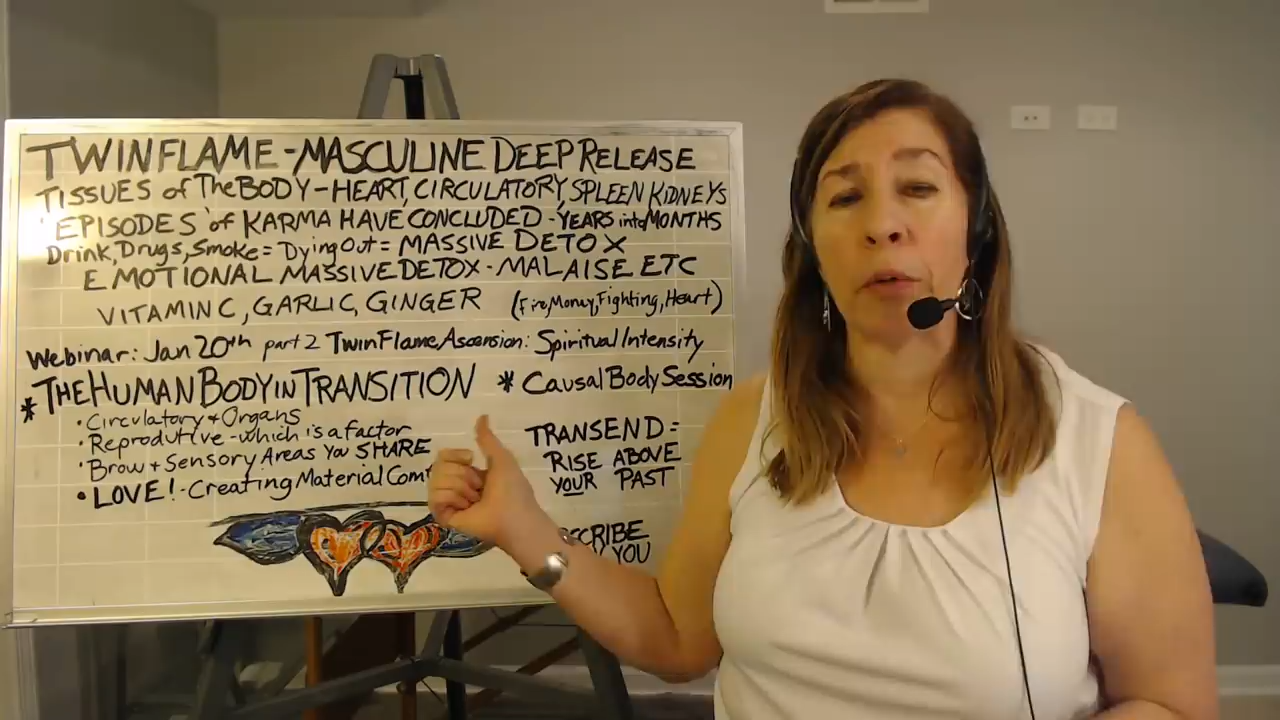 TWINFLAME - MASCULINE DEEP RELEASE
TISSUES of The BODY - HEART, CIRCULATORY, SPLEEN KIDNEYS
'EPISODES' of KARMA HAVE CONCLUDED - YEARS into MONTHS
Drink, Drugs, Smoke = Dying Out = MASSIVE DETOX
EMOTIONAL MASSIVE DETOX - MALAISE ETC
VITAMIN C, GARLIC, GINGER (Fire, Money, Fighting, Heart)
Webinar: Jan 20th part 2 TwinFlame Ascension: Spiritual Intensity
* THE HUMAN BODY IN TRANSITION * Causal Body Session
• Circulatory + Organs
• Reprodutive - which is a factor
• Brow + Sensory Areas You SHARE
• LOVE! - Creating Material
TRANSEND =
RISE ABOVE
YOUR PAST
YOU